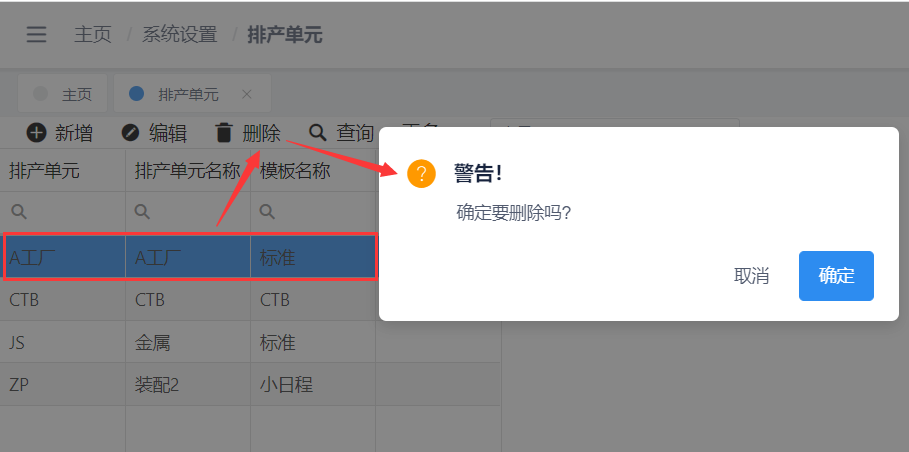 主页 / 系统设置 / 排产单元
主页 排产单元 ×
新增 编辑 删除 查询
排产单元 排产单元名称 模板名称
A工厂 A工厂 标准
CTB CTB CTB
JS 金属 标准
ZP 装配2 小日程
?
警告!
确定要删除吗?
取消 确定